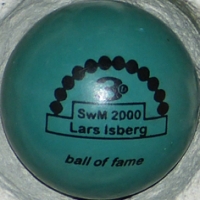 SwM 2000
Lars Isberg
ball of fame